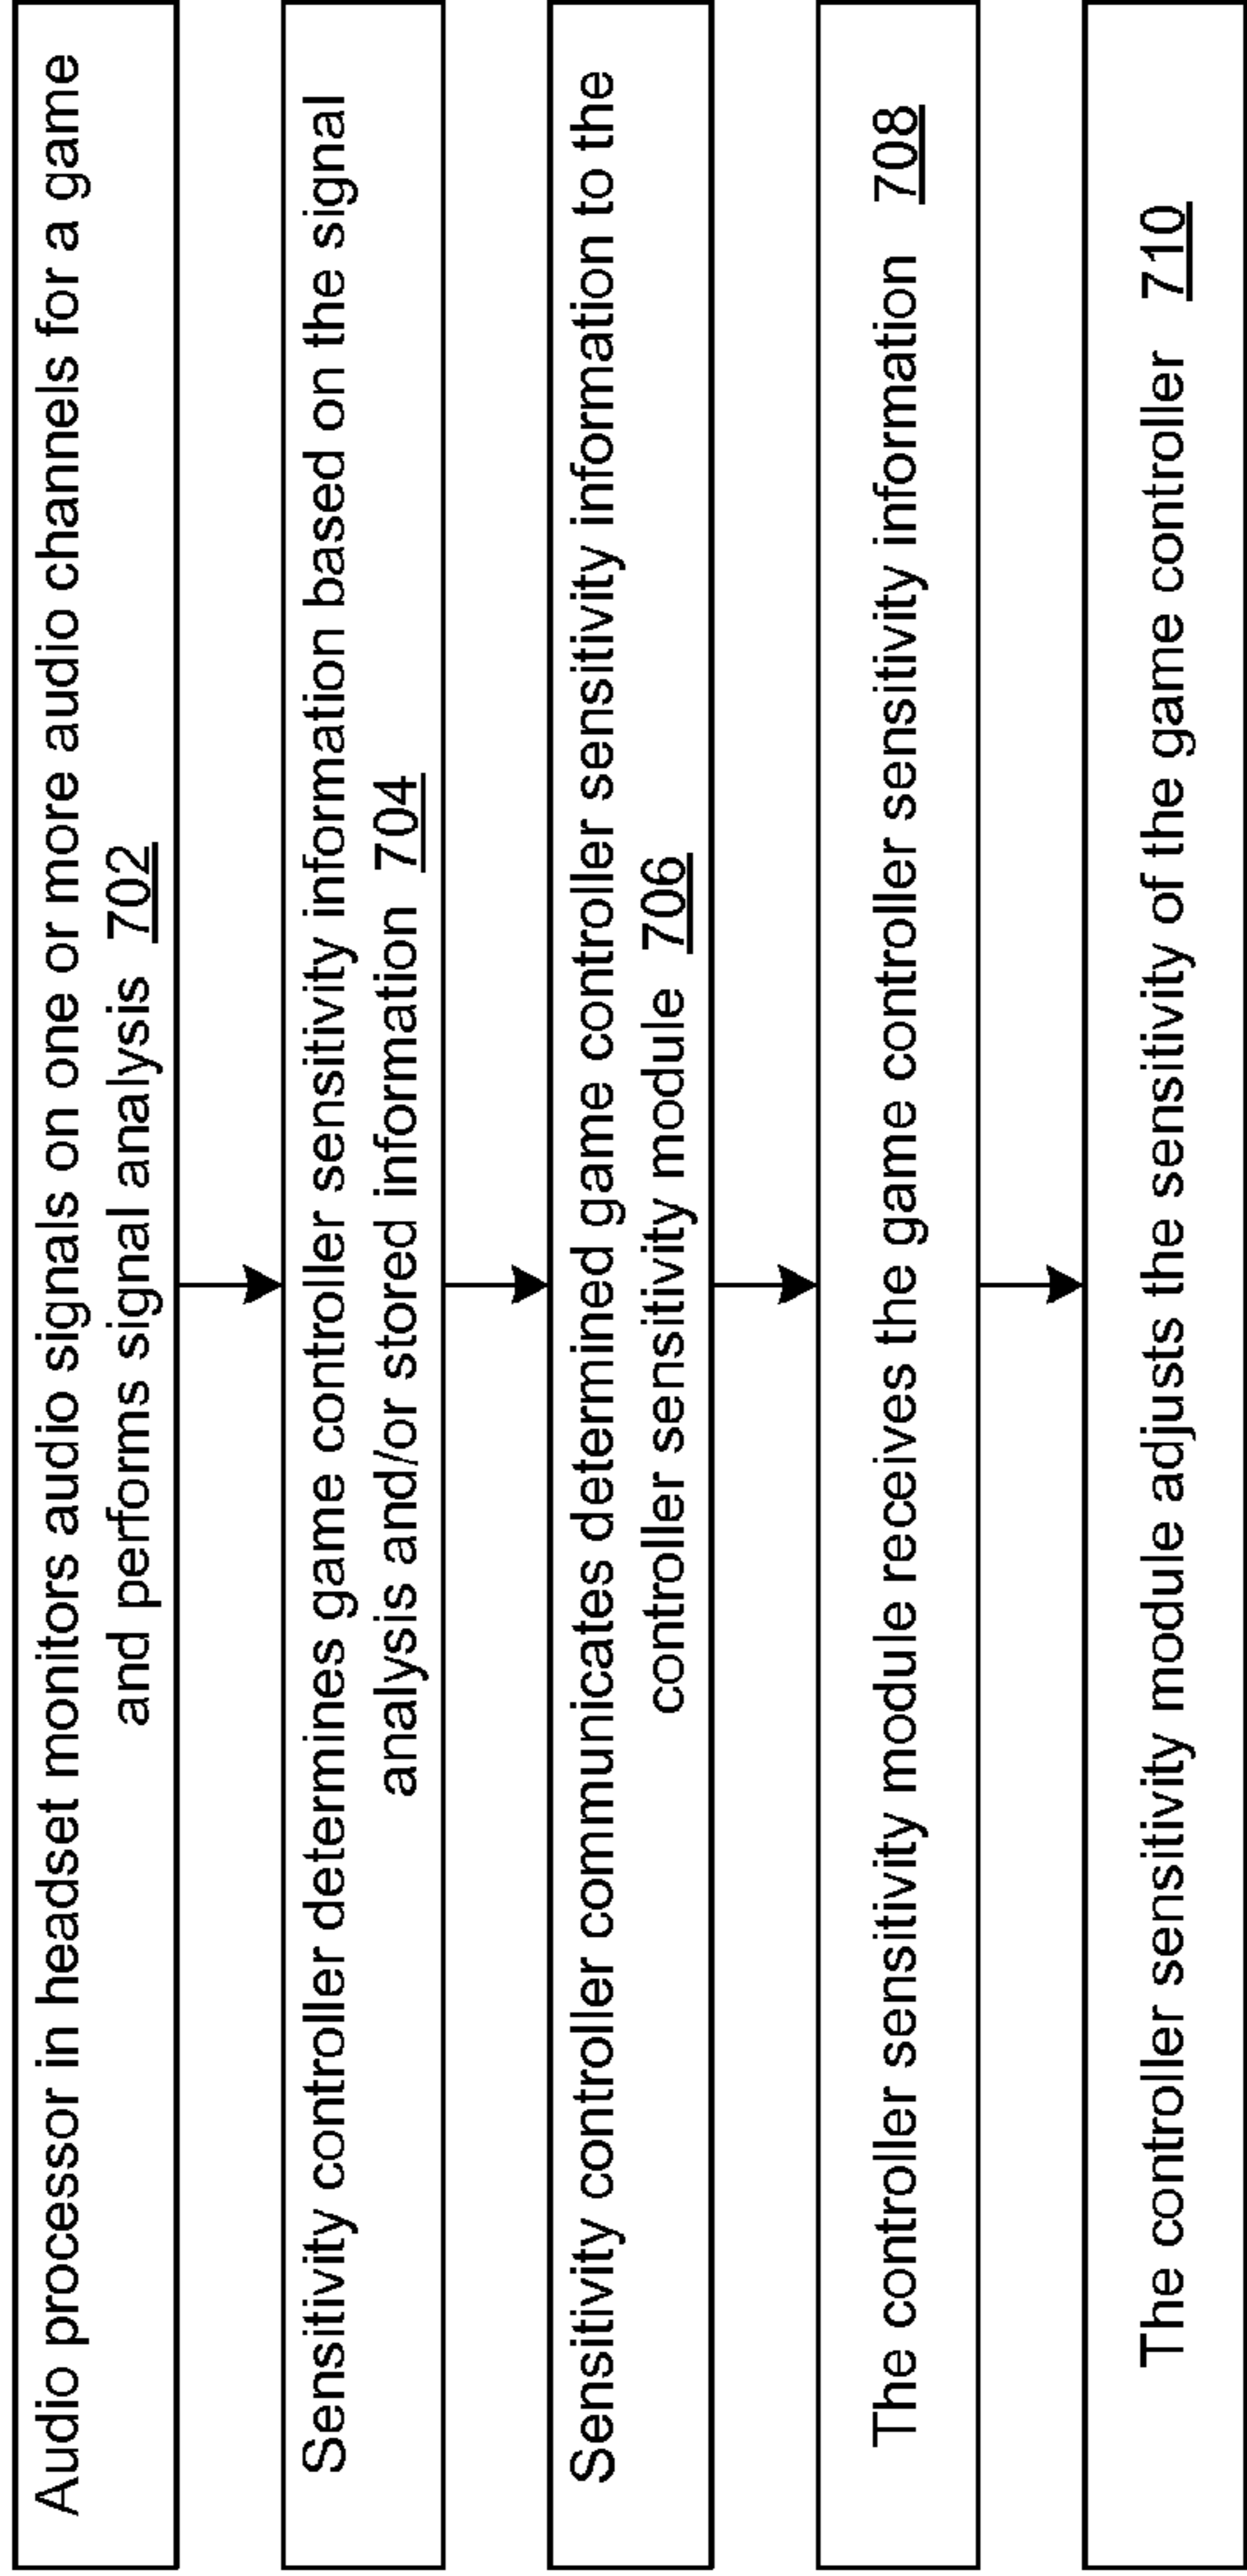 Audio processor in headset monitors audio signals on one or more audio channels for a game
and performs signal analysis 702
Sensitivity controller determines game controller sensitivity information based on the signal
analysis and/or stored information 704
Sensitivity controller communicates determined game controller sensitivity information to the
controller sensitivity module 706
The controller sensitivity module receives the game controller sensitivity information 708
The controller sensitivity module adjusts the sensitivity of the game controller 710